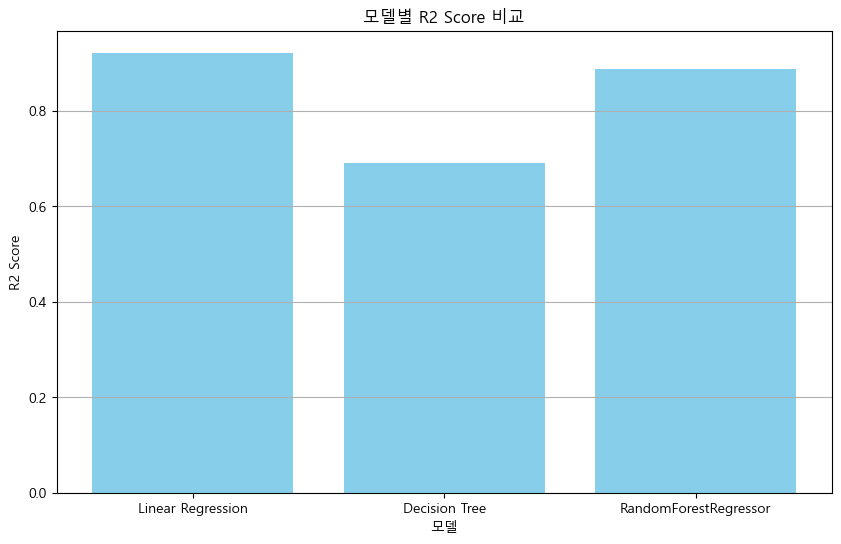 모델별 R2 Score 비교
R2 Score
0.8
0.6
0.4
0.2
0.0
Linear Regression
Decision Tree
RandomForestRegressor
모델